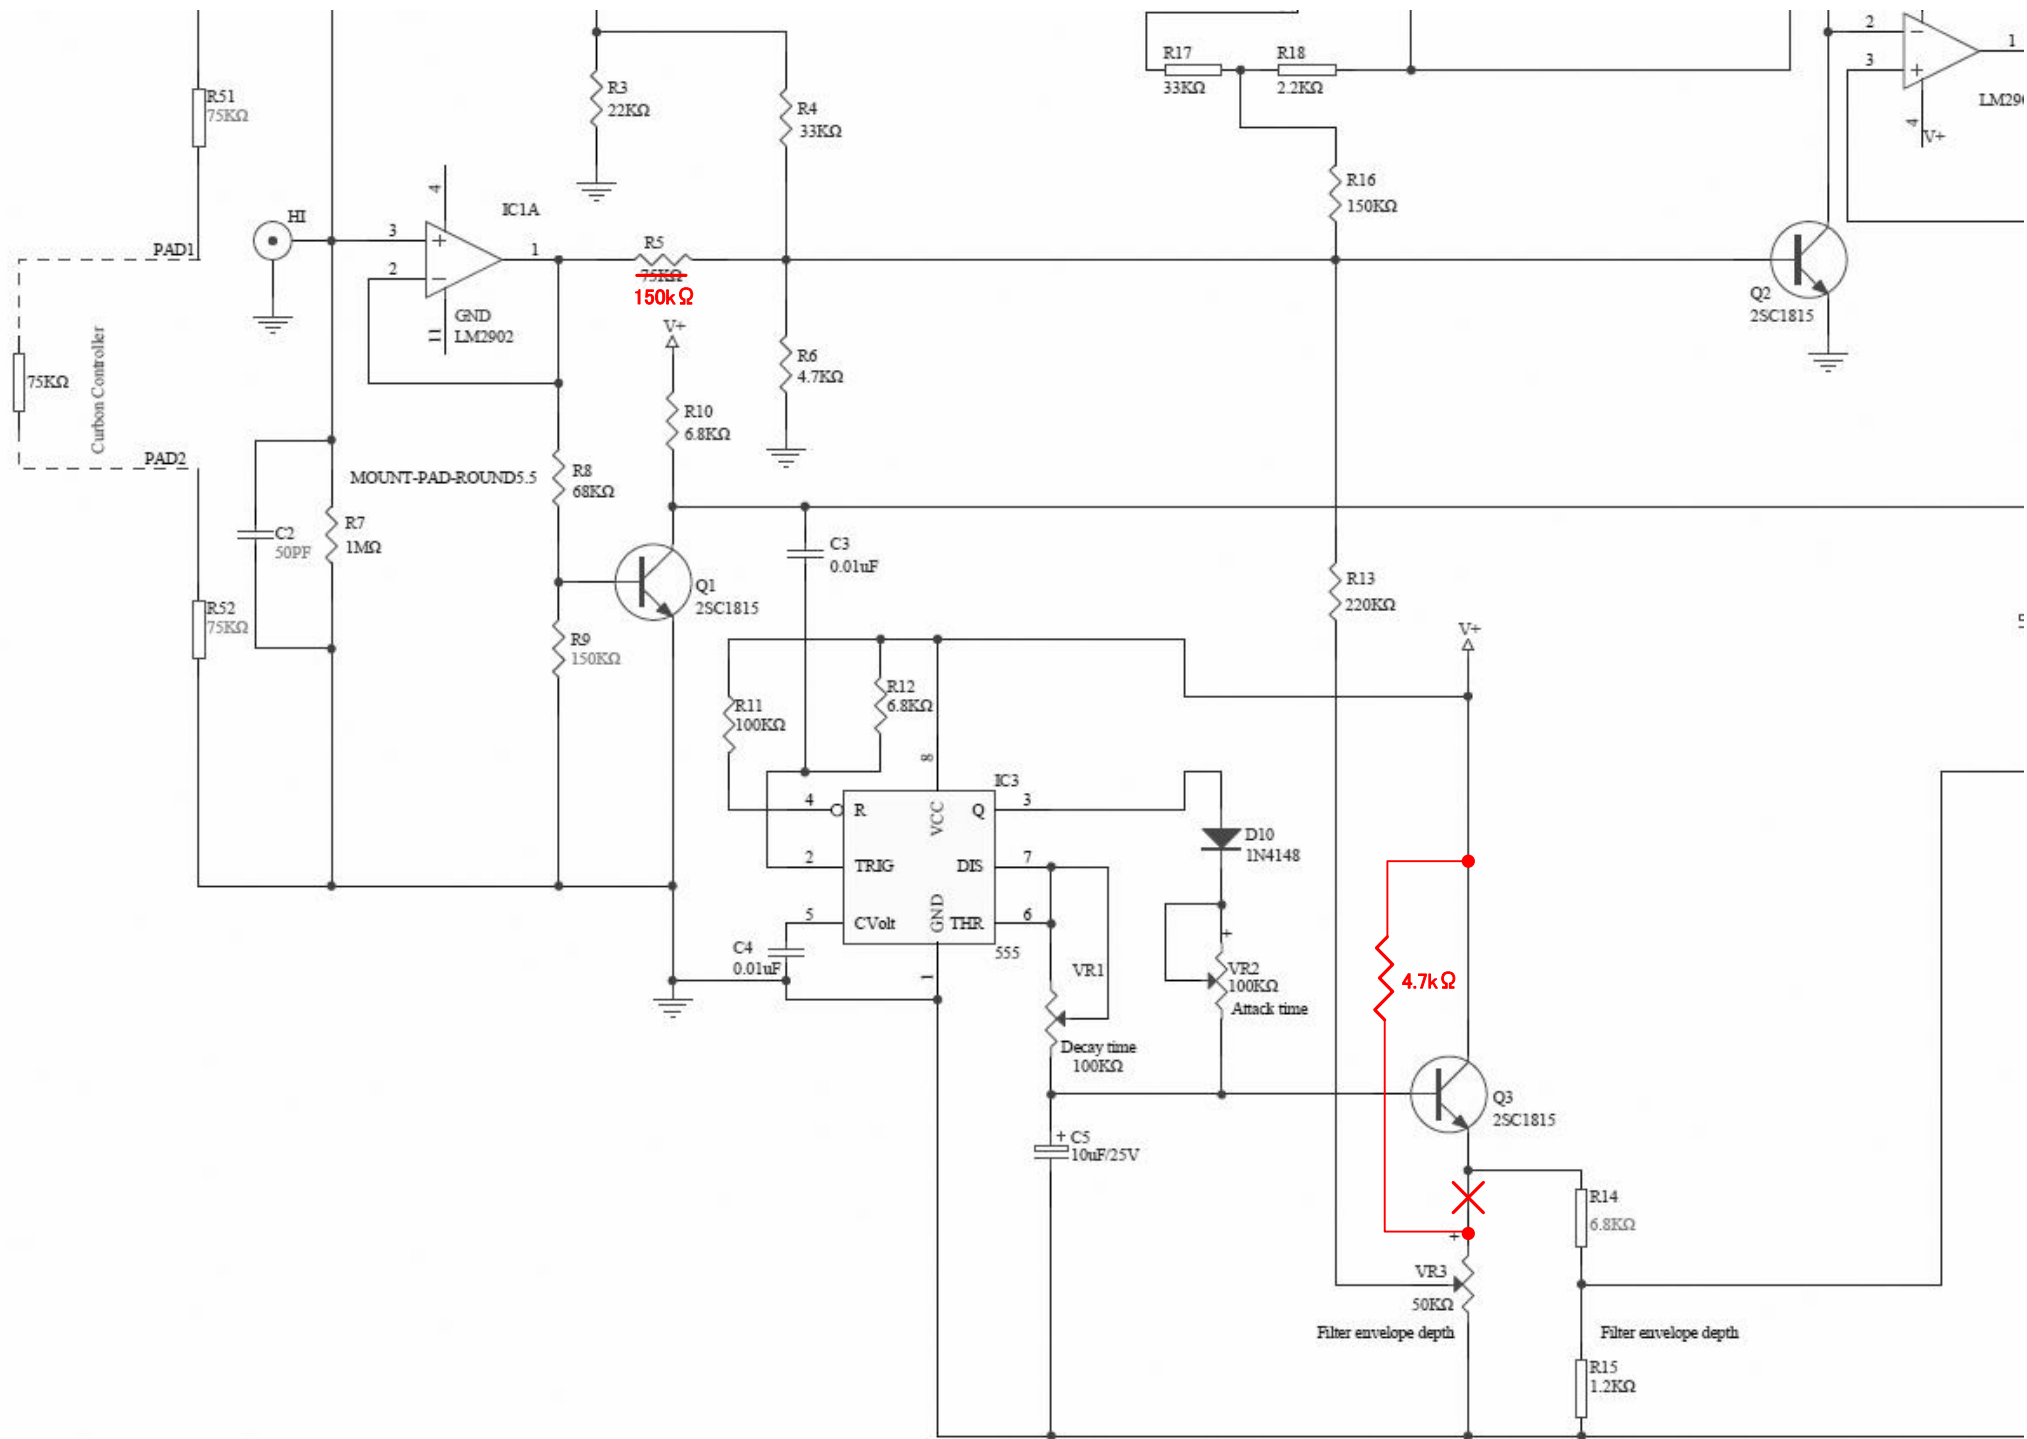 R51
75KΩ
R3
22KΩ
R4
33KΩ
R17
33KΩ
R18
2.2KΩ
2
3
1
4
V+
R16
150KΩ
HI
PAD1
3
2
4
11
1
IC1A
GND
LM2902
R5
75KΩ
150kΩ
V+
Q2
2SC1815
75KΩ
Curbon Controller
PAD2
R6
4.7KΩ
R10
6.8KΩ
MOUNT-PAD-ROUND5.5
R8
68KΩ
C2
50PF
R7
1MΩ
C3
0.01uF
Q1
2SC1815
R13
220KΩ
R52
75KΩ
R9
150KΩ
V+
R11
100KΩ
R12
6.8KΩ
8
IC3
4
R
VCC
Q
3
D10
1N4148
2
TRIG
DIS
7
5
CVolt
GND
THR
6
555
C4
0.01uF
1
VR1
Decay time
100KΩ
+
VR2
100KΩ
Attack time
4.7kΩ
Q3
2SC1815
+
C5
10uF/25V
R14
6.8KΩ
+
VR3
50KΩ
Filter envelope depth
Filter envelope depth
R15
1.2KΩ